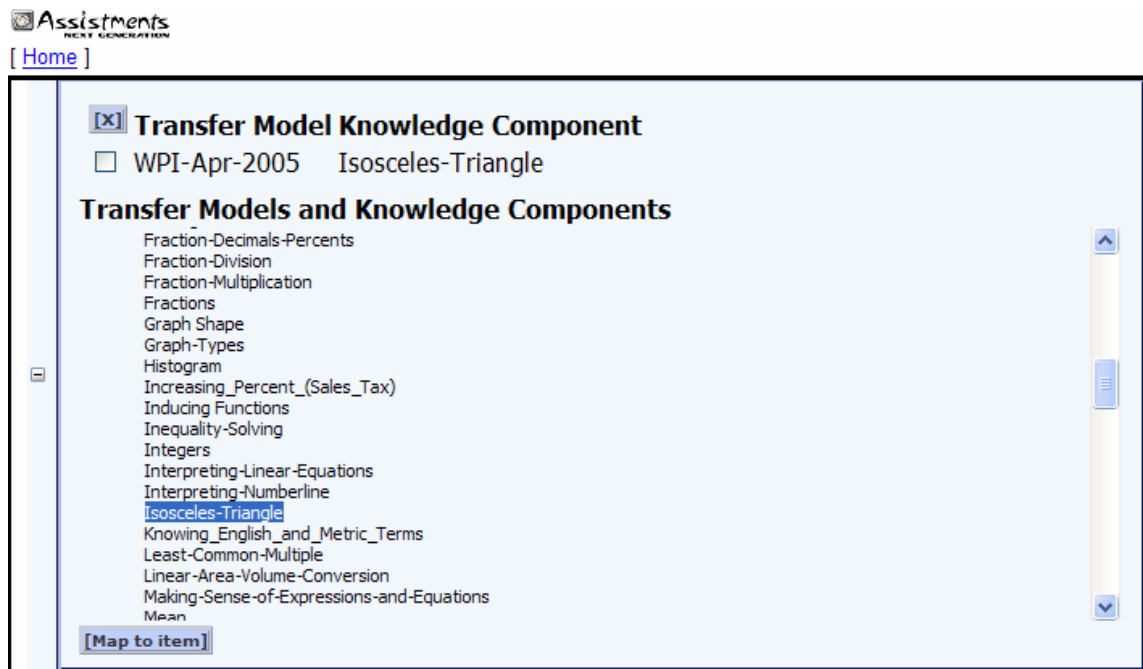 Assistments
NEXT GENERATION
[ Home ]
[X] Transfer Model Knowledge Component
WPI-Apr-2005 Isosceles-Triangle
Transfer Models and Knowledge Components
Fraction-Decimals-Percents
Fraction-Division
Fraction-Multiplication
Fractions
Graph Shape
Graph-Types
Histogram
Increasing_Percent_(Sales_Tax)
Inducing Functions
Inequality-Solving
Integers
Interpreting-Linear-Equations
Interpreting-Numberline
Isosceles-Triangle
Knowing_English_and_Metric_Terms
Least-Common-Multiple
Linear-Area-Volume-Conversion
Making-Sense-of-Expressions-and-Equations
Mean
[Map to item]